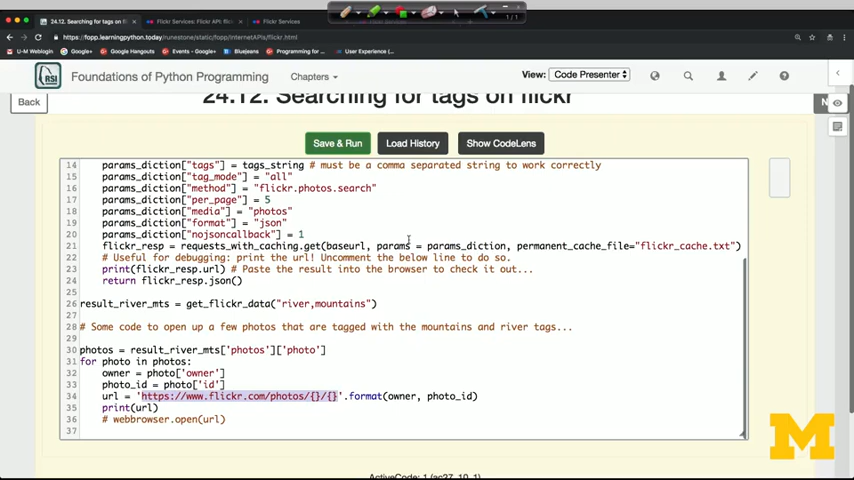 1/1
24.12. Searching for tags on fl
Flickr Services: Flickr API: flick
Flickr Services
https://fopp.learningpython.today/runestone/static/fopp/InternetAPIs/flickr.html
U-M Weblogin
Google+
Google Hangouts
Events - Google+
Bluejeans
Programming for ...
User Experience (...
RSI
Foundations of Python Programming
Chapters
View:
Code Presenter
Back
24.12. Searching for tags on flickr
N
Save & Run
Load History
Show CodeLens
14 params_diction["tags"] = tags_string # must be a comma separated string to work correctly
15 params_diction["tag_mode"] = "all"
16 params_diction["method"] = "flickr.photos.search"
17 params_diction["per_page"] = 5
18 params_diction["media"] = "photos"
19 params_diction["format"] = "json"
20 params_diction["nojsoncallback"] = 1
21 flickr_resp = requests_with_caching.get(baseurl, params = params_diction, permanent_cache_file="flickr_cache.txt")
22 # Useful for debugging: print the url! Uncomment the below line to do so.
23 print(flickr_resp.url) # Paste the result into the browser to check it out...
24 return flickr_resp.json()
25
26 result_river_mts = get_flickr_data("river,mountains")
27
28 # Some code to open up a few photos that are tagged with the mountains and river tags...
29
30 photos = result_river_mts['photos']['photo']
31 for photo in photos:
32 owner = photo['owner']
33 photo_id = photo['id']
34 url = 'https://www.flickr.com/photos/{}/{}'.format(owner, photo_id)
35 print(url)
36 # webbrowser.open(url)
37
M
ActiveCode: 1 (ac27_10_1)